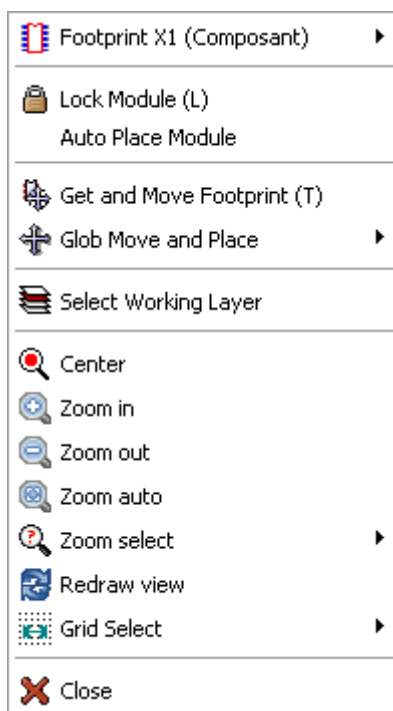 Footprint X1 (Composant)
Lock Module (L)
Auto Place Module
Get and Move Footprint (T)
Glob Move and Place
Select Working Layer
Center
Zoom in
Zoom out
Zoom auto
Zoom select
Redraw view
Grid Select
Close